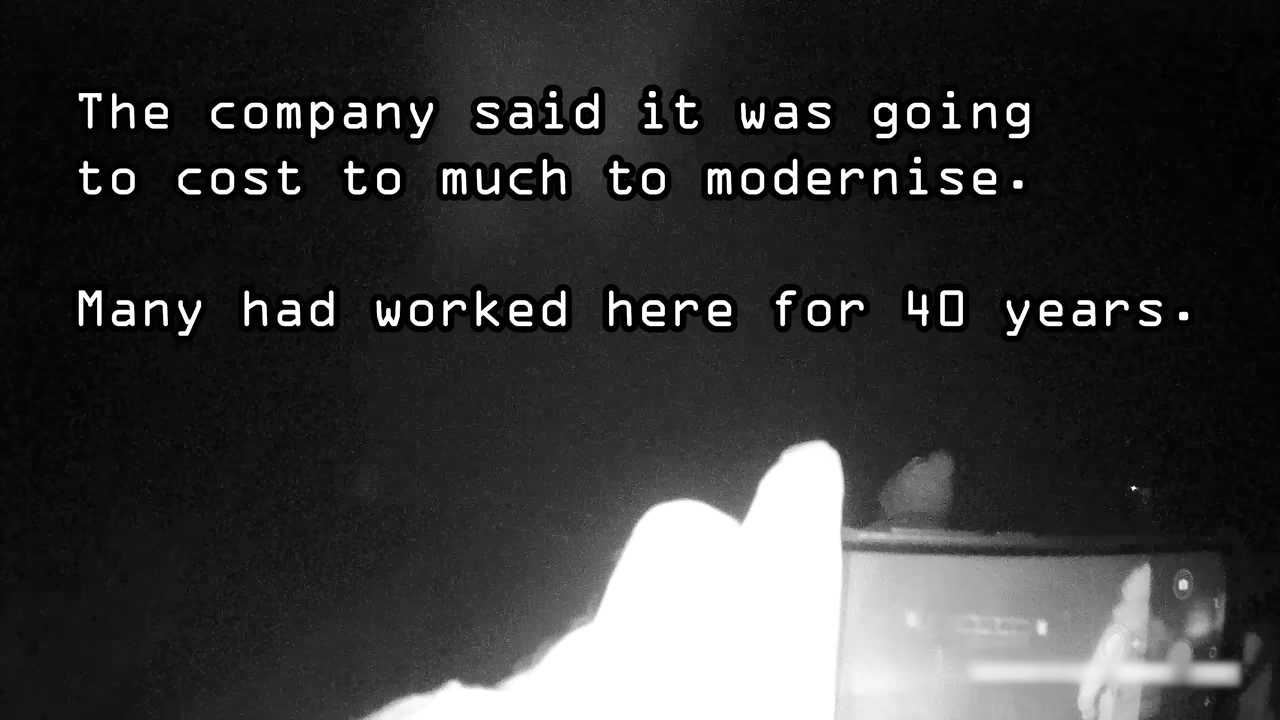 The company said it was going
to cost to much to modernise.
Many had worked here for 40 years.